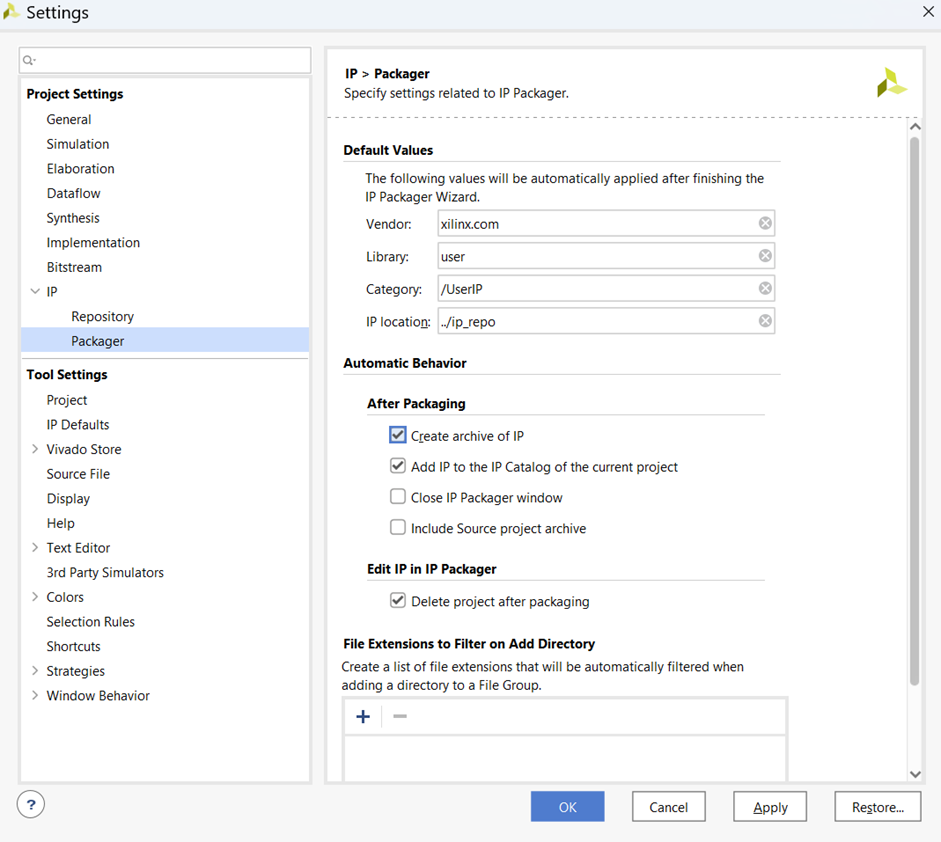 Settings
Project Settings
General
Simulation
Elaboration
Dataflow
Synthesis
Implementation
Bitstream
IP
Repository
Packager
Tool Settings
Project
IP Defaults
Vivado Store
Source File
Display
Help
Text Editor
3rd Party Simulators
Colors
Selection Rules
Shortcuts
Strategies
Window Behavior
IP > Packager
Specify settings related to IP Packager.
Default Values
The following values will be automatically applied after finishing the
IP Packager Wizard.
Vendor: xilinx.com
Library: user
Category: /UserIP
IP location: ../ip_repo
Automatic Behavior
After Packaging
Create archive of IP
Add IP to the IP Catalog of the current project
Close IP Packager window
Include Source project archive
Edit IP in IP Packager
Delete project after packaging
File Extensions to Filter on Add Directory
Create a list of file extensions that will be automatically filtered when
adding a directory to a File Group.
? OK Cancel Apply Restore...